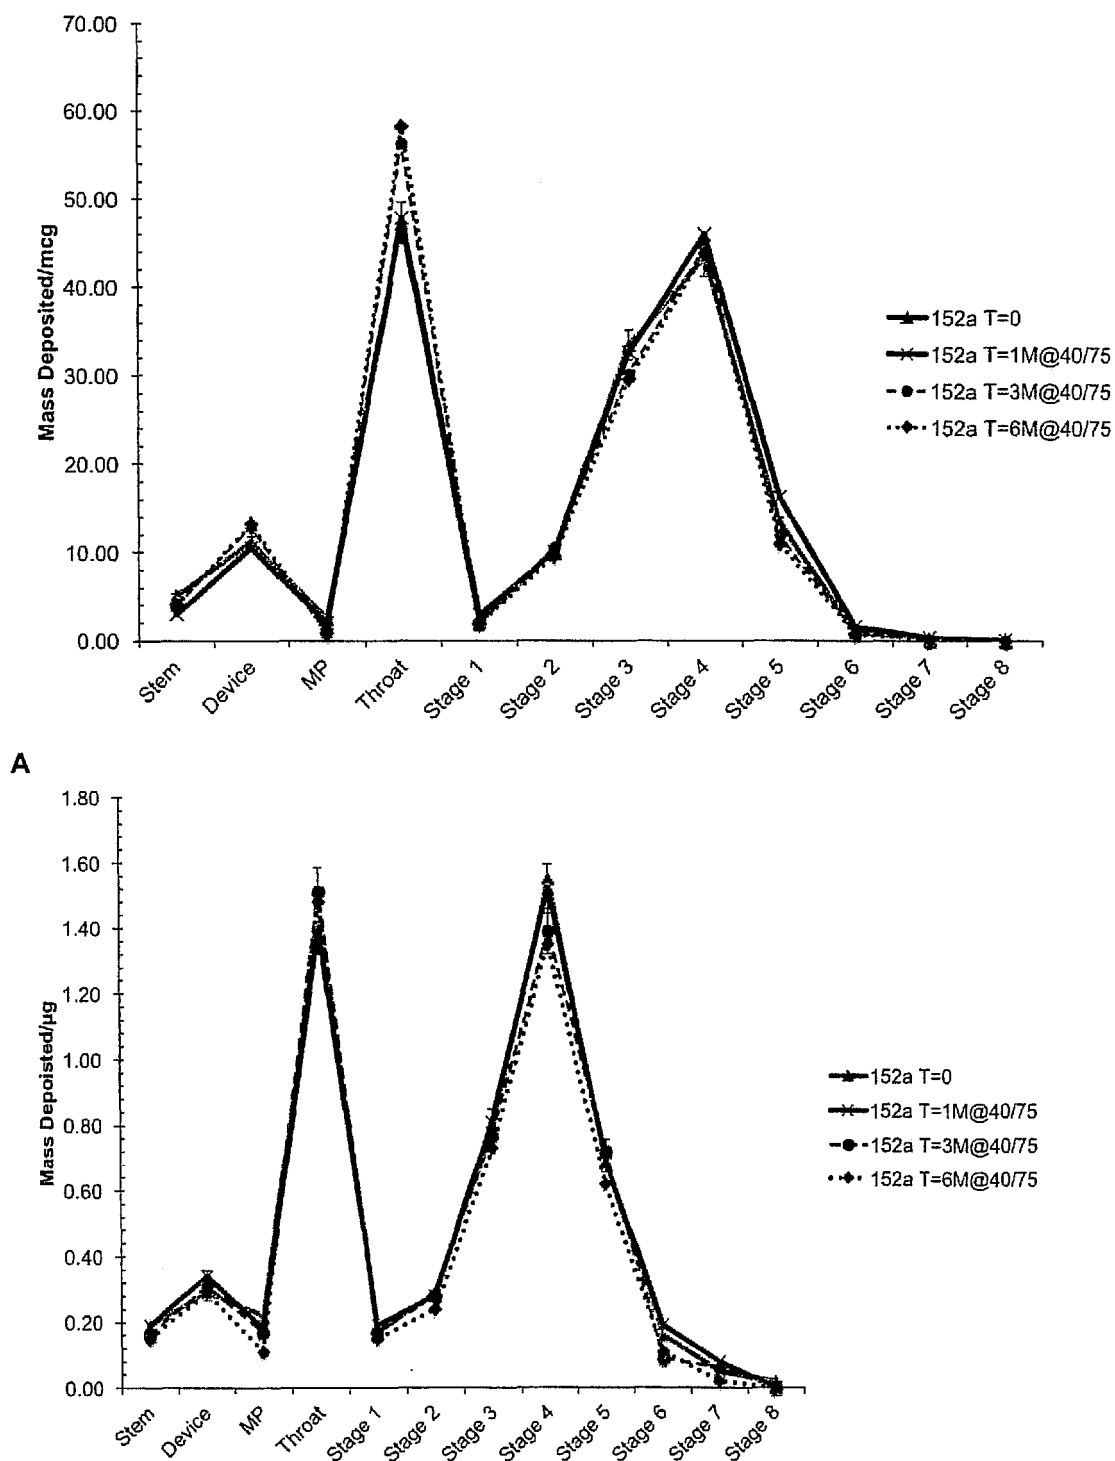 70.00
60.00
50.00
40.00
30.00
20.00
10.00
0.00
Mass Deposited/mcg
Stem
Device
MP
Throat
Stage 1
Stage 2
Stage 3
Stage 4
Stage 5
Stage 6
Stage 7
Stage 8
152a T=0
152a T=1M@40/75
152a T=3M@40/75
152a T=6M@40/75
A
1.80
1.60
1.40
1.20
1.00
0.80
0.60
0.40
0.20
0.00
Mass Depoisted/µg
Stem
Device
MP
Throat
Stage 1
Stage 2
Stage 3
Stage 4
Stage 5
Stage 6
Stage 7
Stage 8
152a T=0
152a T=1M@40/75
152a T=3M@40/75
152a T=6M@40/75